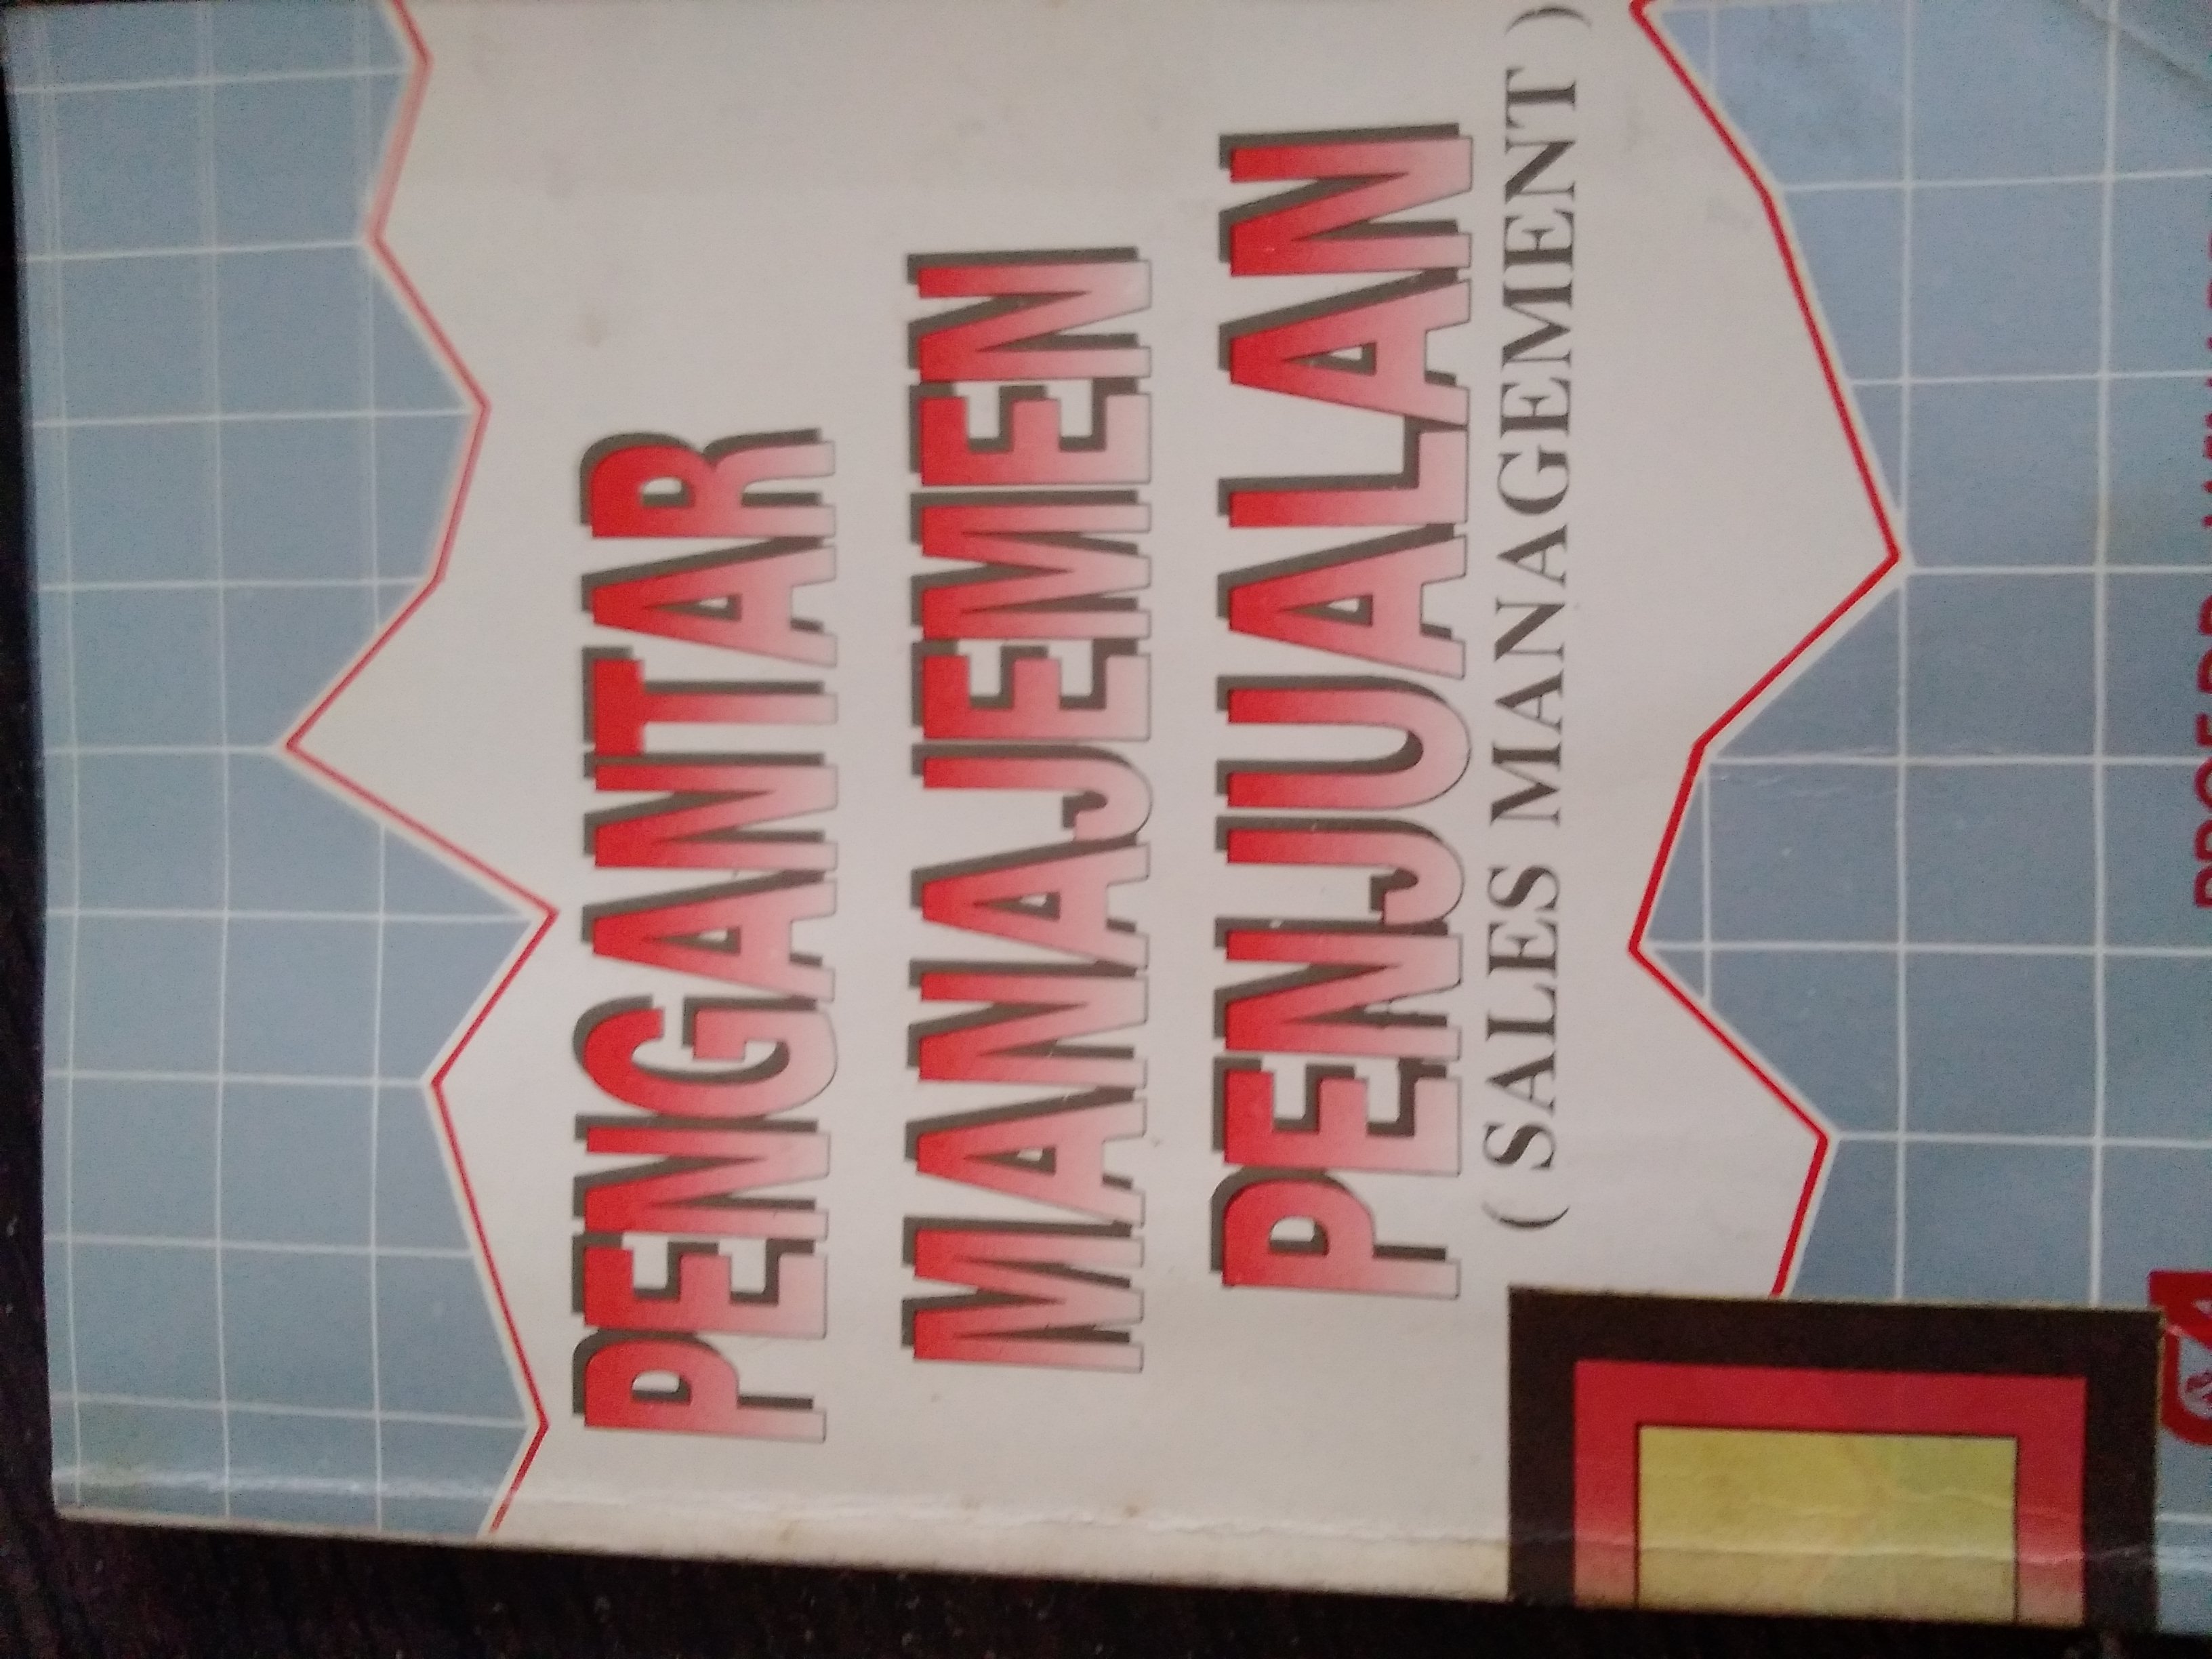 PENGANTAR
MANAJEMEN
PENJUALAN
( SALES MANAGEMENT )